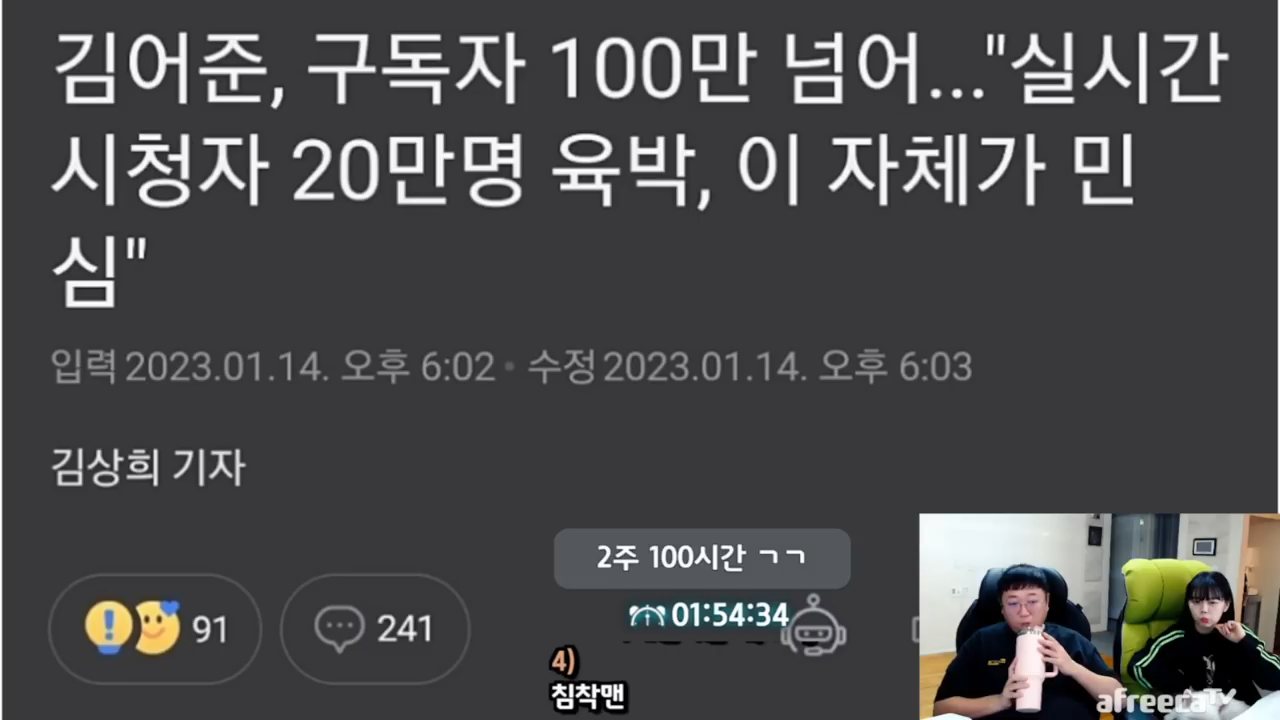 김어준, 구독자 100만 넘어..."실시간
시청자 20만명 육박, 이 자체가 민
심"
입력 2023.01.14. 오후 6:02 · 수정 2023.01.14. 오후 6:03
김상희 기자
91
241
2주 100시간 ㄱㄱ
01:54:34
4)
침착맨
afreecaTV